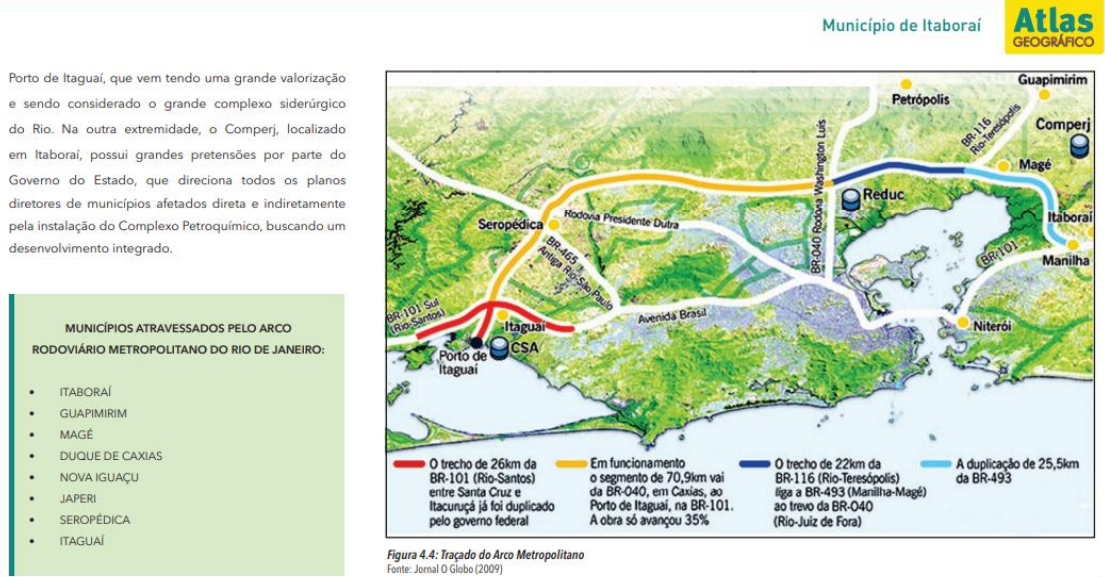 Município de Itaboraí
Atlas
GEOGRÁFICO
Porto de Itaguaí, que vem tendo uma grande valorização
e sendo considerado o grande complexo siderúrgico
do Rio. Na outra extremidade, o Comperj, localizado
em Itaboraí, possui grandes pretensões por parte do
Governo do Estado, que direciona todos os planos
diretores de municípios afetados direta e indiretamente
pela instalação do Complexo Petroquímico, buscando um
desenvolvimento integrado.
MUNICÍPIOS ATRAVESSADOS PELO ARCO
RODOVIÁRIO METROPOLITANO DO RIO DE JANEIRO:
• ITABORAÍ
• GUAPIMIRIM
• MAGÉ
• DUQUE DE CAXIAS
• NOVA IGUAÇU
• JAPERI
• SEROPÉDICA
• ITAGUAÍ
Guapimirim
Petrópolis
BR-116
Rio-Teresópolis
Comperj
Magé
BR-040 Rodovia Washington Luis
Reduc
Itaboraí
Seropédica
Rodovia Presidente Dutra
BR-465
Antiga Rio-São Paulo
BR-101
Manilha
BR-101 Sul
(Rio-Santos)
Itaguaí
Avenida Brasil
Niterói
CSA
Porto de
Itaguaí
O trecho de 26km da
BR-101 (Rio-Santos)
entre Santa Cruz e
Itacuruçá já foi duplicado
pelo governo federal
Em funcionamento
o segmento de 70,9km vai
da BR-040, em Caxias, ao
Porto de Itaguaí, na BR-101.
A obra só avançou 35%
O trecho de 22km da
BR-116 (Rio-Teresópolis)
liga a BR-493 (Manilha-Magé)
ao trevo da BR-040
(Rio-Juiz de Fora)
A duplicação de 25,5km
da BR-493
Figura 4.4: Traçado do Arco Metropolitano
Fonte: Jornal O Globo (2009)